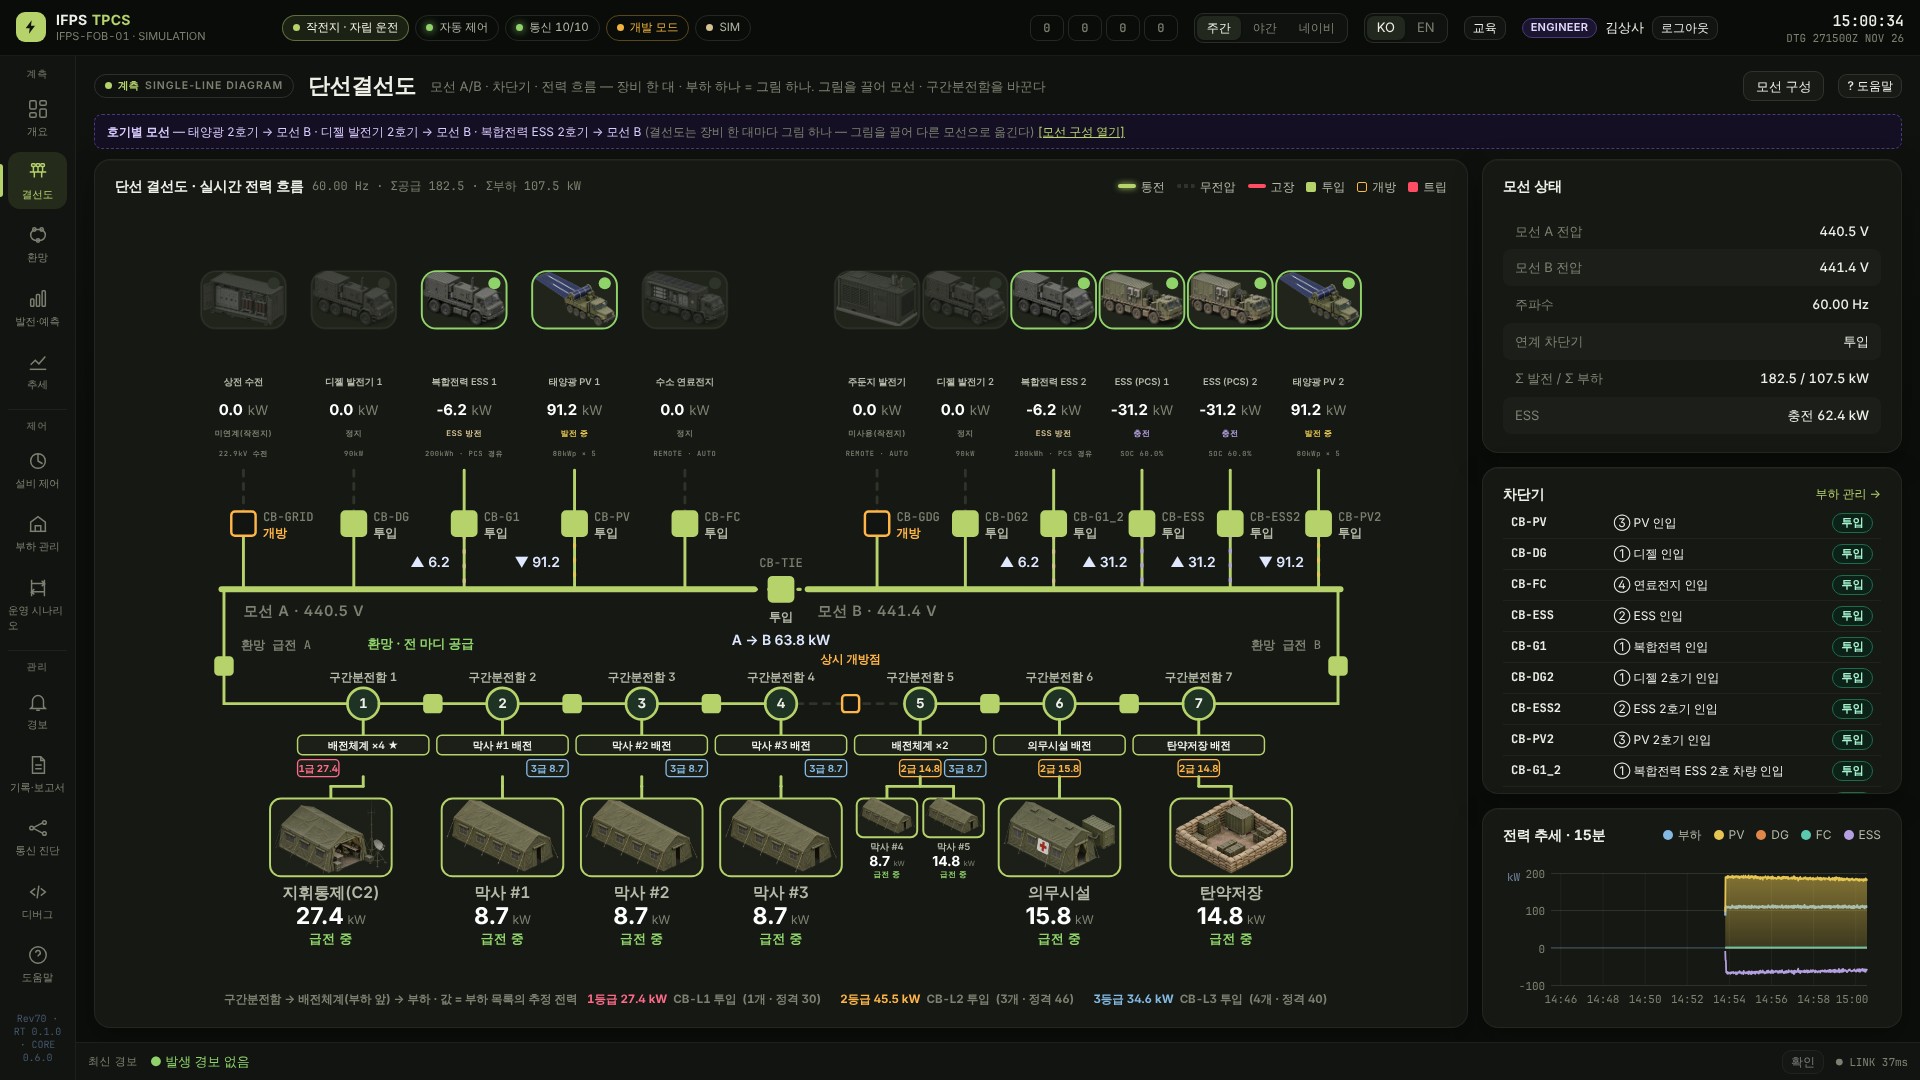 IFPS TPCS
IFPS-FOB-01 · SIMULATION
작전지 · 자립 운전
자동 제어
통신 10/10
개발 모드
SIM
0 0 0 0
주간 야간 네이비
KO EN
교육
ENGINEER 김상사 로그아웃
15:00:34
DTG 271500Z NOV 26
계측
개요
결선도
환망
발전·예측
추세
제어
설비 제어
부하 관리
운영 시나리오
관리
경보
기록·보고서
통신 진단
디버그
도움말
Rev70 ·
RT 0.1.0
· CORE
0.6.0
계측 SINGLE-LINE DIAGRAM
단선결선도
모선 A/B · 차단기 · 전력 흐름 — 장비 한 대 · 부하 하나 = 그림 하나. 그림을 끌어 모선 · 구간분전함을 바꾼다
모선 구성
? 도움말
호기별 모선 — 태양광 2호기 → 모선 B · 디젤 발전기 2호기 → 모선 B · 복합전력 ESS 2호기 → 모선 B (결선도는 장비 한 대마다 그림 하나 — 그림을 끌어 다른 모선으로 옮긴다) [모선 구성 열기]
단선 결선도 · 실시간 전력 흐름 60.00 Hz · Σ공급 182.5 · Σ부하 107.5 kW
통전 무전압 고장 투입 개방 트립
상전 수전 디젤 발전기 1 복합전력 ESS 1 태양광 PV 1 수소 연료전지 주둔지 발전기 디젤 발전기 2 복합전력 ESS 2 ESS (PCS) 1 ESS (PCS) 2 태양광 PV 2
0.0 kW 0.0 kW -6.2 kW 91.2 kW 0.0 kW 0.0 kW 0.0 kW -6.2 kW -31.2 kW -31.2 kW 91.2 kW
미연계(작전지) 정지 ESS 방전 발전 중 정지 미사용(작전지) 정지 ESS 방전 충전 충전 발전 중
22.9kV 수전 90kW 200kWh · PCS 경유 80kWp × 5 REMOTE · AUTO REMOTE · AUTO 90kW 200kWh · PCS 경유 SOC 60.0% SOC 60.0% 80kWp × 5
CB-GRID CB-DG CB-G1 CB-PV CB-FC CB-GDG CB-DG2 CB-G1_2 CB-ESS CB-ESS2 CB-PV2
개방 투입 투입 투입 투입 개방 투입 투입 투입 투입 투입
▲ 6.2 ▼ 91.2 CB-TIE ▲ 6.2 ▲ 31.2 ▲ 31.2 ▼ 91.2
모선 A · 440.5 V 투입 모선 B · 441.4 V
환망 급전 A 환망 · 전 마디 공급 A → B 63.8 kW 환망 급전 B
상시 개방점
구간분전함 1 구간분전함 2 구간분전함 3 구간분전함 4 구간분전함 5 구간분전함 6 구간분전함 7
1 2 3 4 5 6 7
배전체계 ×4 ★ 막사 #1 배전 막사 #2 배전 막사 #3 배전 배전체계 ×2 의무시설 배전 탄약저장 배전
1급 27.4 3급 8.7 3급 8.7 3급 8.7 2급 14.8 3급 8.7 2급 15.8 2급 14.8
막사 #4 막사 #5
8.7 kW 14.8 kW
급전 중 급전 중
지휘통제(C2) 막사 #1 막사 #2 막사 #3 의무시설 탄약저장
27.4 kW 8.7 kW 8.7 kW 8.7 kW 15.8 kW 14.8 kW
급전 중 급전 중 급전 중 급전 중 급전 중 급전 중
구간분전함 → 배전체계(부하 앞) → 부하 · 값 = 부하 목록의 추정 전력 1등급 27.4 kW CB-L1 투입 (1개 · 정격 30) 2등급 45.5 kW CB-L2 투입 (3개 · 정격 46) 3등급 34.6 kW CB-L3 투입 (4개 · 정격 40)
모선 상태
모선 A 전압 440.5 V
모선 B 전압 441.4 V
주파수 60.00 Hz
연계 차단기 투입
Σ 발전 / Σ 부하 182.5 / 107.5 kW
ESS 충전 62.4 kW
차단기 부하 관리 →
CB-PV ③ PV 인입 투입
CB-DG ① 디젤 인입 투입
CB-FC ④ 연료전지 인입 투입
CB-ESS ② ESS 인입 투입
CB-G1 ① 복합전력 인입 투입
CB-DG2 ① 디젤 2호기 인입 투입
CB-ESS2 ② ESS 2호기 인입 투입
CB-PV2 ③ PV 2호기 인입 투입
CB-G1_2 ① 복합전력 ESS 2호 차량 인입 투입
전력 추세 · 15분 부하 PV DG FC ESS
kW 200
100
0
-100
14:46 14:48 14:50 14:52 14:54 14:56 14:58 15:00
최신 경보 발생 경보 없음
확인 LINK 37ms